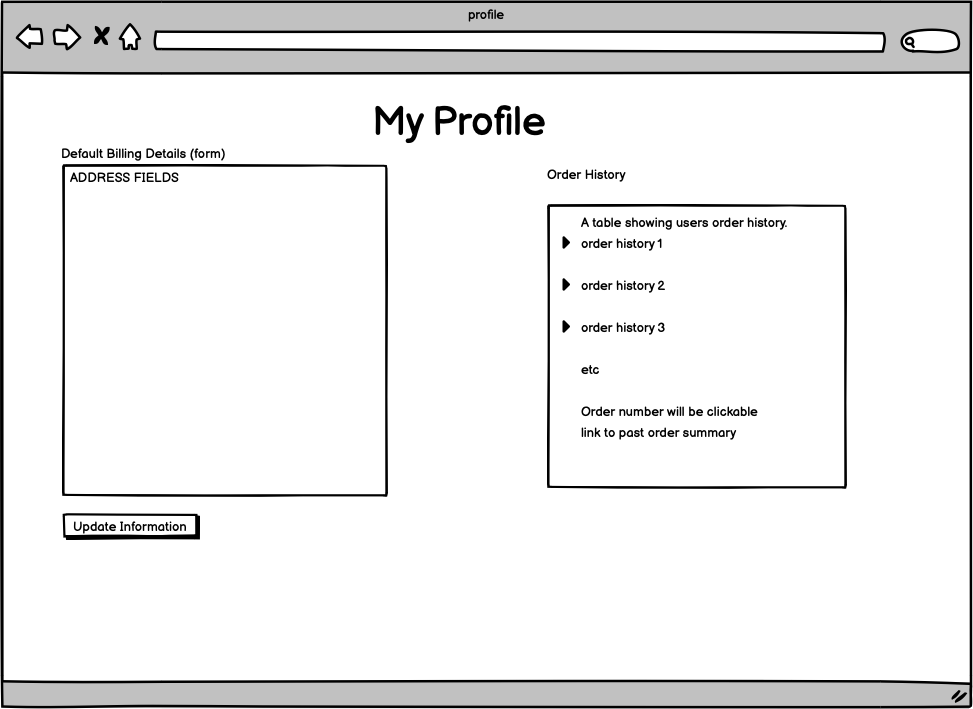 profile
My Profile
Default Billing Details (form)
ADDRESS FIELDS
Update Information
Order History
A table showing users order history.
order history 1
order history 2
order history 3
etc
Order number will be clickable
link to past order summary